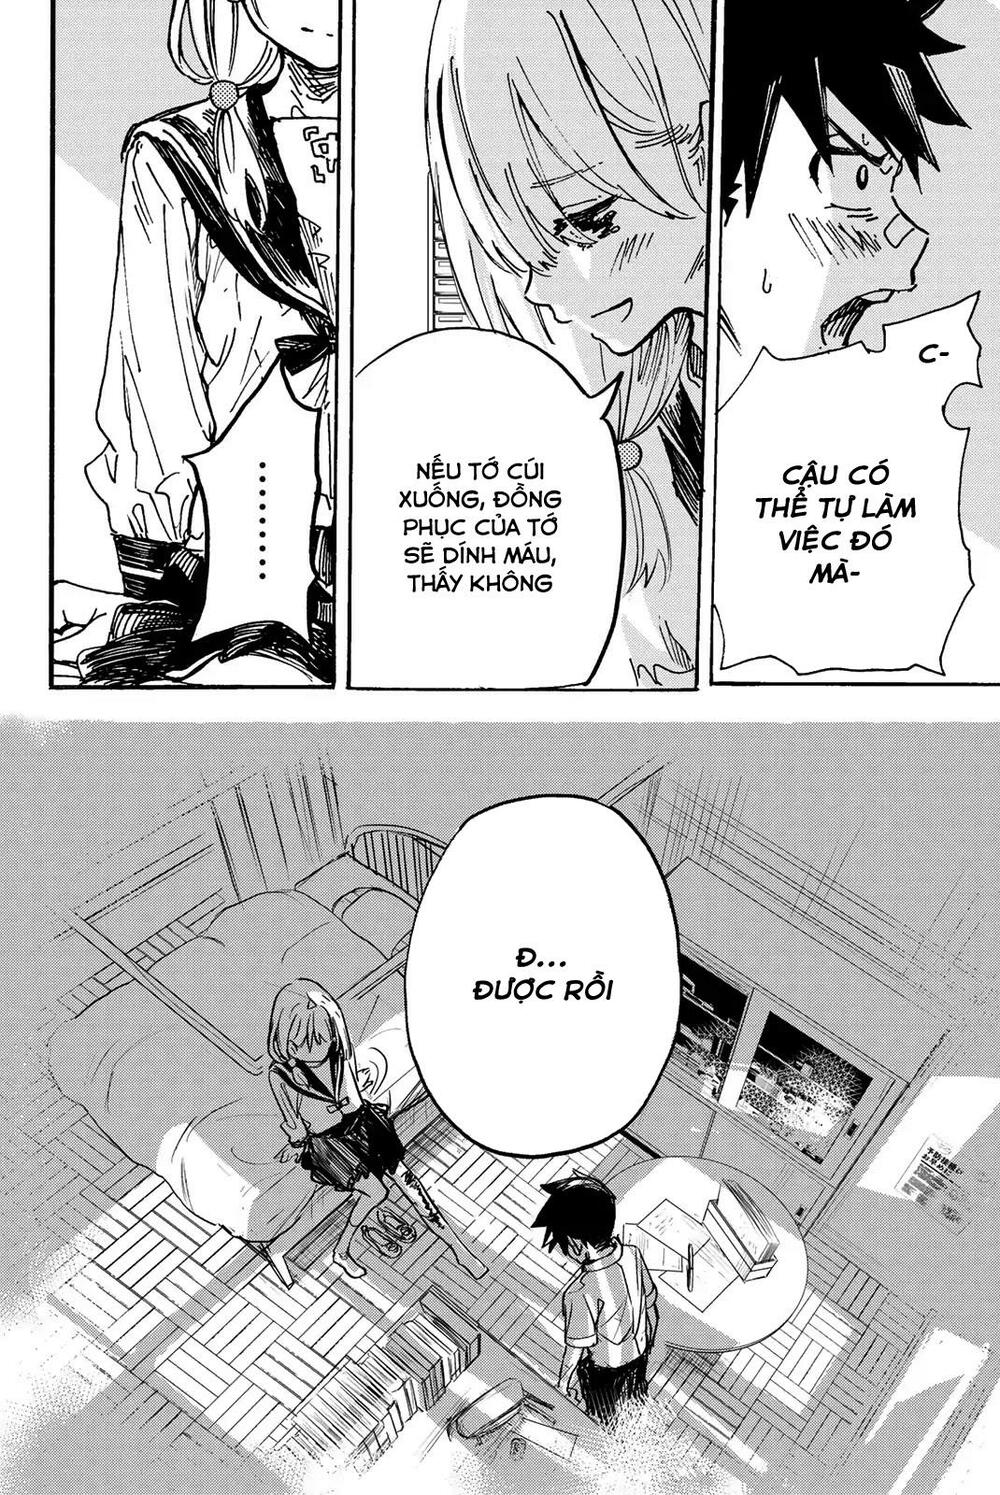 C-
CẬU CÓ
THỂ TỰ LÀM
VIỆC ĐÓ
MÀ-
NẾU TỚ CÚI
XUỐNG, ĐỒNG
PHỤC CỦA TỚ
SẼ DÍNH MÁU,
THẤY KHÔNG
......
Đ...
ĐƯỢC RỒI